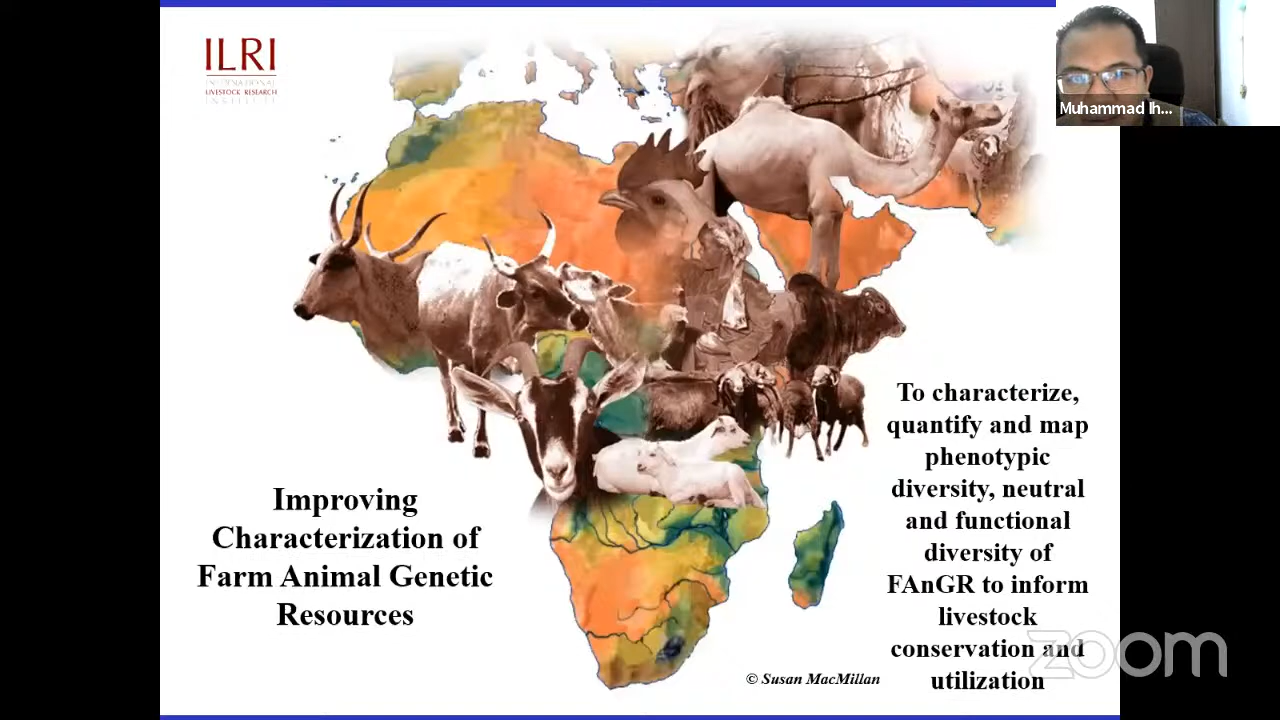 ILRI
INTERNATIONAL
LIVESTOCK RESEARCH
INSTITUTE
Muhammad Ih...
To characterize,
quantify and map
phenotypic
diversity, neutral
and functional
diversity of
FAnGR to inform
livestock
conservation and
utilization
Improving
Characterization of
Farm Animal Genetic
Resources
© Susan MacMillan
zoom